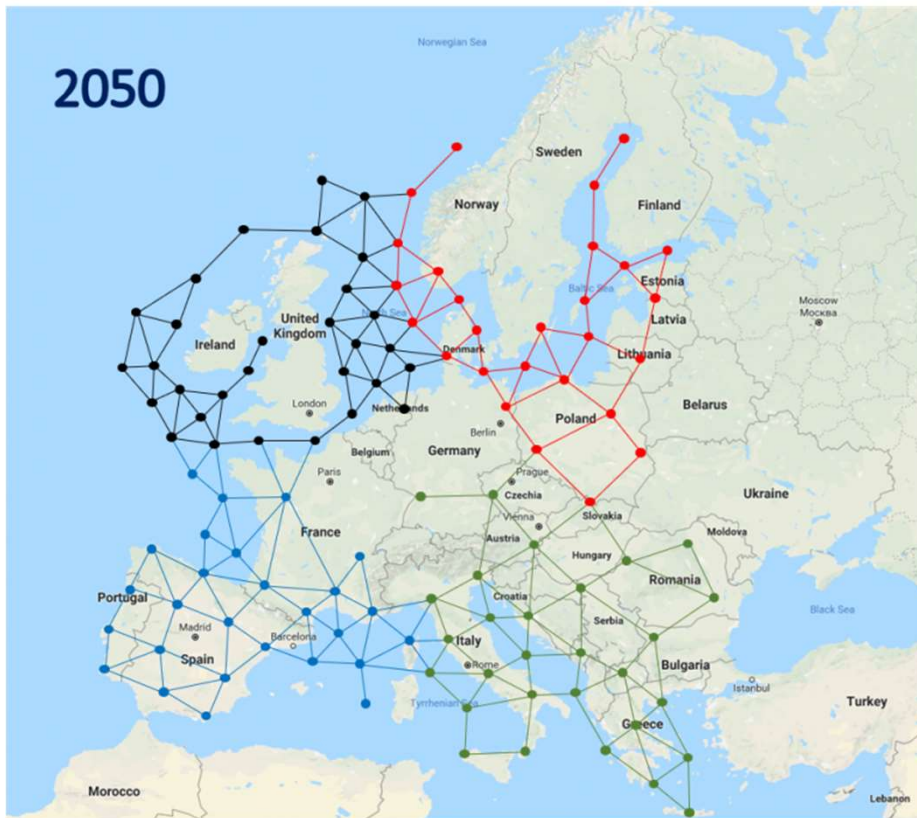 Norwegian Sea
2050
Sweden
Norway
Finland
Estonia
Baltic Sea
Moscow
Москва
Latvia
United
Kingdom
North Sea
Ireland
Denmark
Lithuania
Belarus
London
Netherlands
Poland
Berlin
Belgium
Germany
Prague
Paris
Czechia
Ukraine
Slovakia
Vienna
Moldova
France
Austria
Hungary
Romania
Portugal
Croatia
Black Sea
Serbia
Madrid
Barcelona
Italy
Spain
Rome
Bulgaria
Istanbul
Tyrrhenian Sea
Turkey
Greece
Morocco
Lebanon